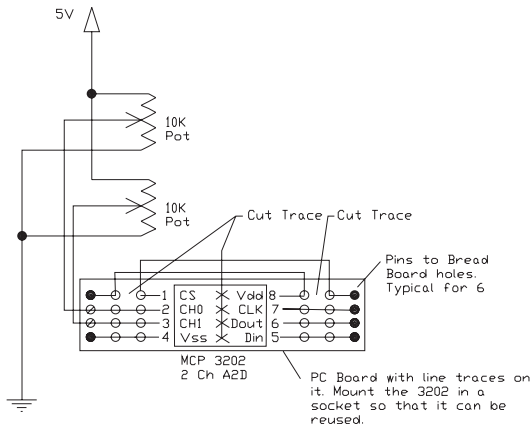 5V
10K
Pot
10K
Pot
Cut Trace
Cut Trace
Pins to Bread
Board holes.
Typical for 6
1 CS Vdd 8
2 CH0 CLK 7
3 CH1 Dout 6
4 Vss Din 5
MCP 3202
2 Ch A2D
PC Board with line traces on
it. Mount the 3202 in a
socket so that it can be
reused.